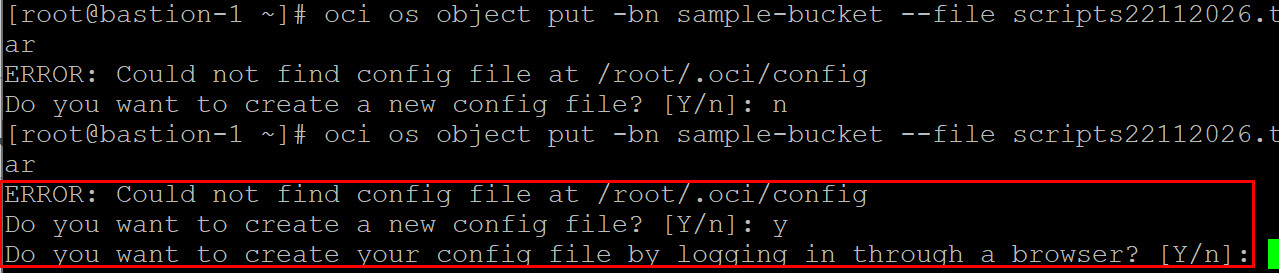 [root@bastion-1 ~]# oci os object put -bn sample-bucket --file scripts22112026.t
ar
ERROR: Could not find config file at /root/.oci/config
Do you want to create a new config file? [Y/n]: n
[root@bastion-1 ~]# oci os object put -bn sample-bucket --file scripts22112026.t
ar
ERROR: Could not find config file at /root/.oci/config
Do you want to create a new config file? [Y/n]: y
Do you want to create your config file by logging in through a browser? [Y/n]: